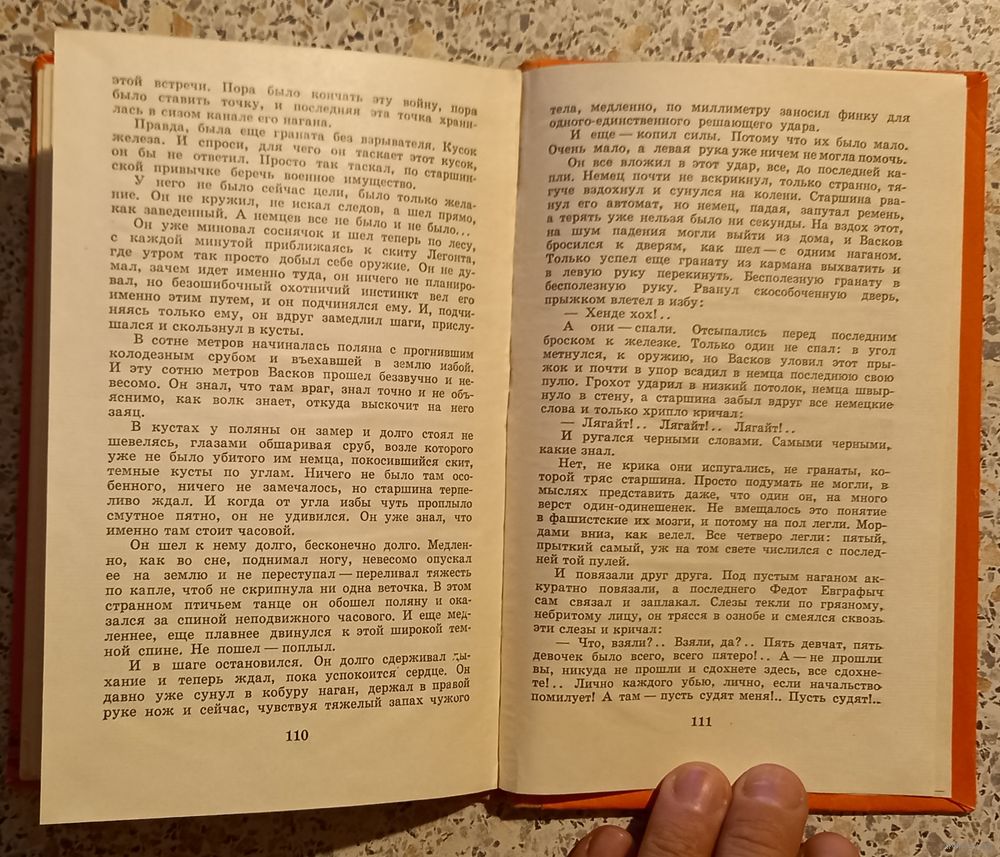 этой встречи. Пора было кончать эту войну, пора
было ставить точку, и последняя эта точка храни-
лась в сизом канале его нагана.
Правда, была еще граната без взрывателя. Кусок
железа. И спроси, для чего он таскает этот кусок,
он бы не ответил. Просто так таскал, по старшин-
ской привычке беречь военное имущество.
У него не было сейчас цели, было только жела-
ние. Он не кружил, не искал следов, а шел прямо,
как заведенный. А немцев все не было и не было...
Он уже миновал соснячок и шел теперь по лесу,
с каждой минутой приближаясь к скиту Легонта,
где утром так просто добыл себе оружие. Он не ду-
мал, зачем идет именно туда, он ничего не планиро-
вал, но безошибочный охотничий инстинкт вел его
именно этим путем, и он подчинялся ему. И, подчи-
няясь только ему, он вдруг замедлил шаги, прислу-
шался и скользнул в кусты.
В сотне метров начиналась поляна с прогнившим
колодезным срубом и въехавшей в землю избой.
И эту сотню метров Васков прошел беззвучно и не-
весомо. Он знал, что там враг, знал точно и не объ-
яснимо, как волк знает, откуда выскочит на него
заяц.
В кустах у поляны он замер и долго стоял не
шевелясь, глазами обшаривая сруб, возле которого
уже не было убитого им немца, покосившийся скит,
темные кусты по углам. Ничего не было там осо-
бенного, ничего не замечалось, но старшина терпе-
ливо ждал. И когда от угла избы чуть проплыло
смутное пятно, он не удивился. Он уже знал, что
именно там стоит часовой.
Он шел к нему долго, бесконечно долго. Медлен-
но, как во сне, поднимал ногу, невесомо опускал
ее на землю и не переступал — переливал тяжесть
по капле, чтоб не скрипнула ни одна веточка. В этом
странном птичьем танце он обошел поляну и ока-
зался за спиной неподвижного часового. И еще мед-
леннее, еще плавнее двинулся к этой широкой тем-
ной спине. Не пошел — поплыл.
И в шаге остановился. Он долго сдерживал ды-
хание и теперь ждал, пока успокоится сердце. Он
давно уже сунул в кобуру наган, держал в правой
руке нож и сейчас, чувствуя тяжелый запах чужого
110
тела, медленно, по миллиметру заносил финку для
одного-единственного решающего удара.
И еще — копил силы. Потому что их было мало.
Очень мало, а левая рука уже ничем не могла помочь.
Он все вложил в этот удар, все, до последней ка-
пли. Немец почти не вскрикнул, только странно, тя-
гуче вздохнул и сунулся на колени. Старшина рва-
нул его автомат, но немец, падая, запутал ремень,
а терять уже нельзя было ни секунды. На вздох этот,
на шум падения могли выйти из дома, и Васков
бросился к дверям, как шел — с одним наганом.
Только успел еще гранату из кармана выхватить и
в левую руку перекинуть. Бесполезную гранату в
бесполезную руку. Рванул скособоченную дверь,
прыжком влетел в избу:
— Хенде хох!..
А они — спали. Отсыпались перед последним
броском к железке. Только один не спал: в угол
метнулся, к оружию, но Васков уловил этот пры-
жок и почти в упор всадил в немца последнюю свою
пулю. Грохот ударил в низкий потолок, немца швыр-
нуло в стену, а старшина забыл вдруг все немецкие
слова и только хрипло кричал:
— Лягайт!.. Лягайт!.. Лягайт!..
И ругался черными словами. Самыми черными,
какие знал.
Нет, не крика они испугались, не гранаты, ко-
торой тряс старшина. Просто подумать не могли, в
мыслях представить даже, что один он, на много
верст один-одинешенек. Не вмещалось это понятие
в фашистские их мозги, и потому на пол легли. Мор-
дами вниз, как велел. Все четверо легли: пятый,
прыткий самый, уж на том свете числился с послед-
ней той пулей.
И повязали друг друга. Под пустым наганом ак-
куратно повязали, а последнего Федот Евграфыч
сам связал и заплакал. Слезы текли по грязному,
небритому лицу, он трясся в ознобе и смеялся сквозь
эти слезы и кричал:
— Что, взяли?.. Взяли, да?.. Пять девчат, пять
девочек было всего, всего пятеро!.. А — не прошли
вы, никуда не прошли и сдохнете здесь, все сдохне-
те!.. Лично каждого убью, лично, если начальство
помилует! А там — пусть судят меня!.. Пусть судят!..
111